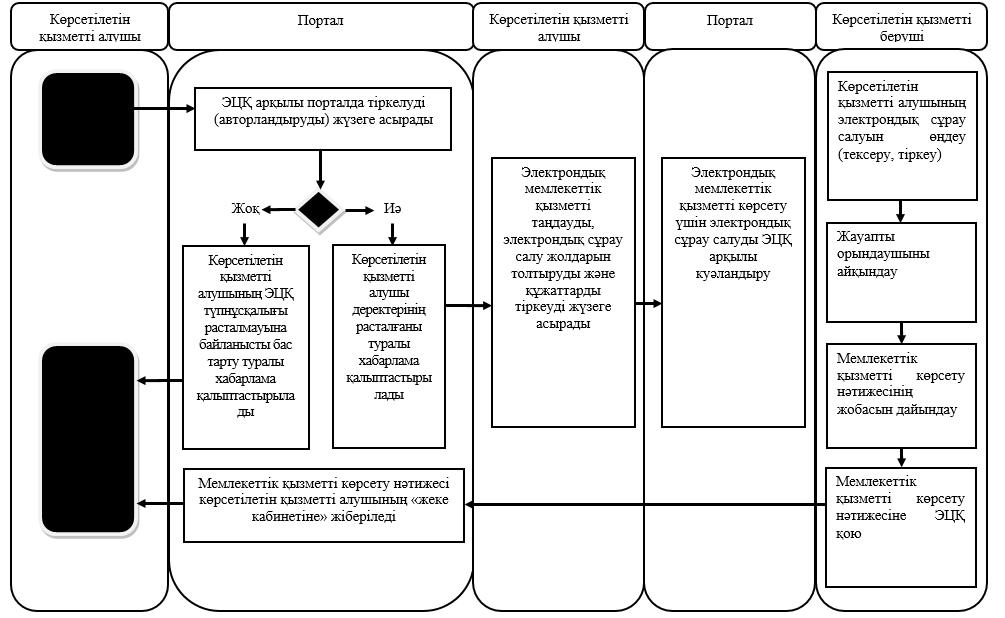 Көрсетілетін
қызметті алушы
Портал
Көрсетілетін қызметті
алушы
Портал
Көрсетілетін қызметті
беруші
ЭЦҚ арқылы порталда тіркелуді
(авторландыруды) жүзеге асырады
Жоқ
Иә
Көрсетілетін
қызметті
алушының ЭЦҚ
түпнұсқалығы
расталмауына
байланысты бас
тарту туралы
хабарлама
қалыптастырыла
ды
Көрсетілетін
қызметті
алушы
деректерінің
расталғаны
туралы
хабарлама
қалыптастыры
лады
Мемлекеттік қызметті көрсету нәтижесі
көрсетілетін қызметті алушының «жеке
кабинетіне» жіберіледі
Электрондық
мемлекеттік
қызметті
таңдауды,
электрондық сұрау
салу жолдарын
толтыруды және
құжаттарды
тіркеуді жүзеге
асырады
Электрондық
мемлекеттік
қызметті көрсету
үшін электрондық
сұрау салуды ЭЦҚ
арқылы
куәландыру
Көрсетілетін
қызметті алушының
электрондық сұрау
салуын өңдеу
(тексеру, тіркеу)
Жауапты
орындаушыны
айқындау
Мемлекеттік
қызметті көрсету
нәтижесінің
жобасын дайындау
Мемлекеттік
қызметті көрсету
нәтижесіне ЭЦҚ
қою